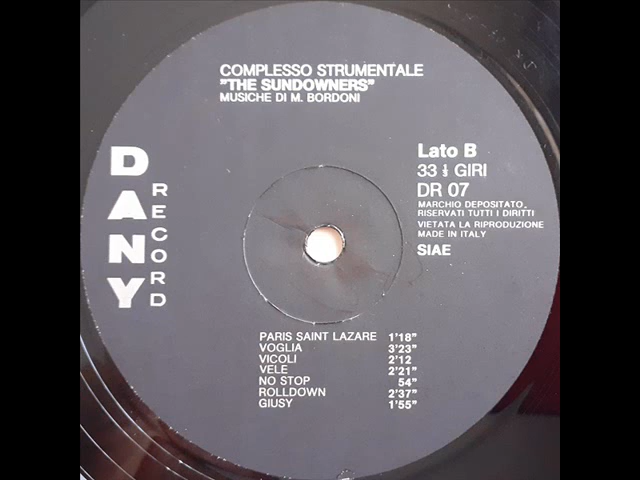 COMPLESSO STRUMENTALE
"THE SUNDOWNERS"
MUSICHE DI M. BORDONI
DANY
RECORD
Lato B
33 ⅓ GIRI
DR 07
MARCHIO DEPOSITATO,
RISERVATI TUTTI I DIRITTI
VIETATA LA RIPRODUZIONE
MADE IN ITALY
SIAE
PARIS SAINT LAZARE 1'18"
VOGLIA 3'23"
VICOLI 2'12
VELE 2'21"
NO STOP 54"
ROLLDOWN 2'37"
GIUSY 1'55"